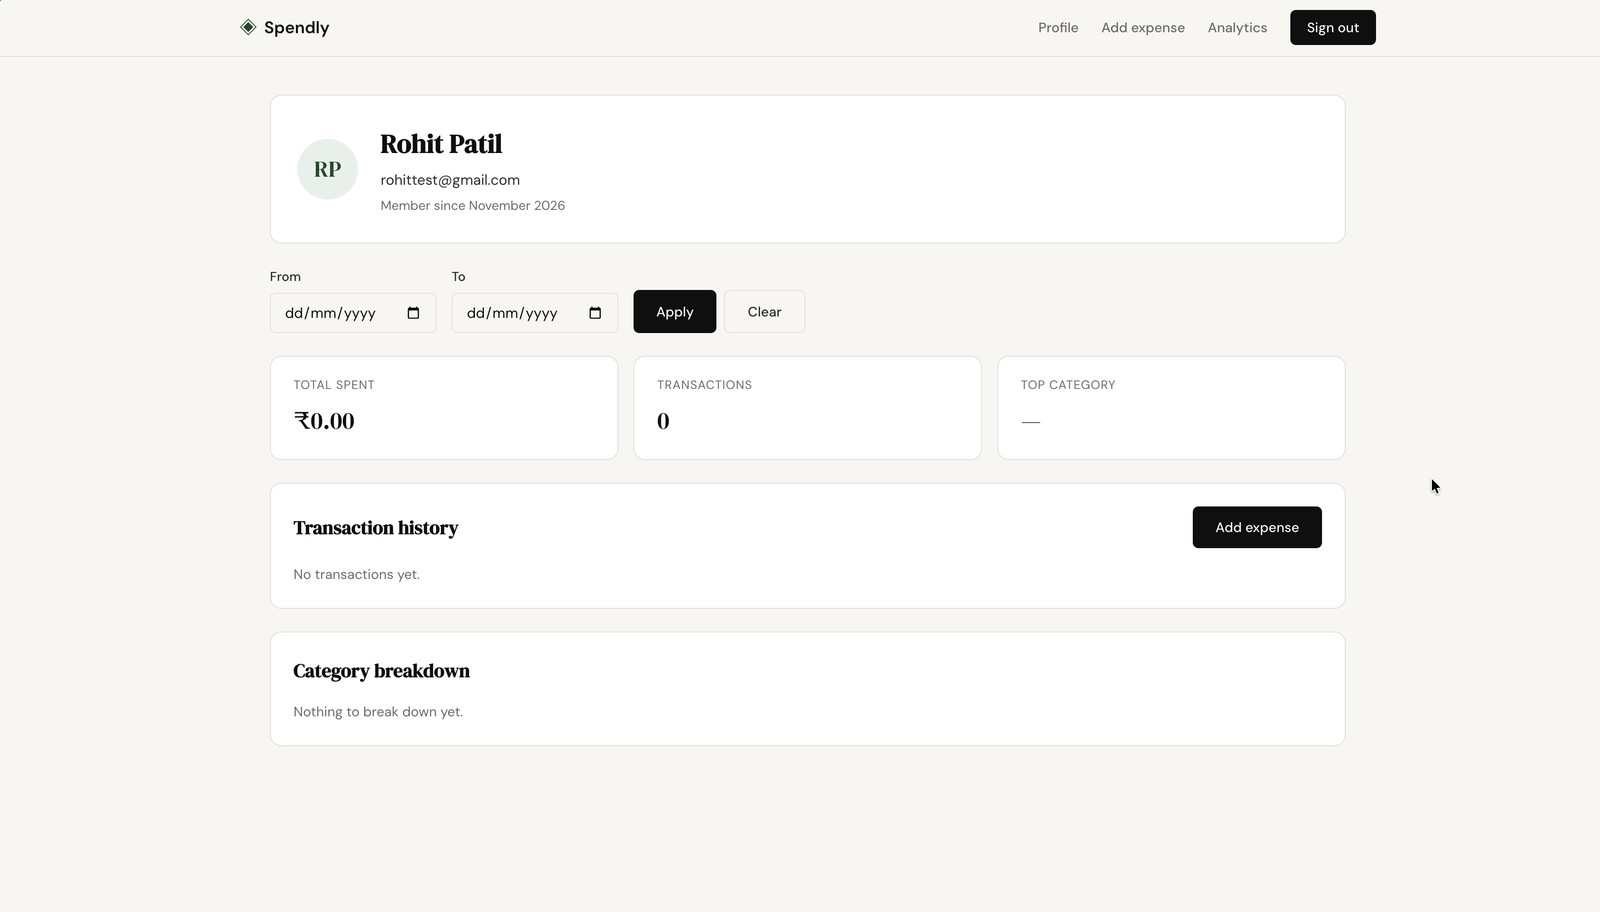 Spendly
Profile
Add expense
Analytics
Sign out
RP
Rohit Patil
rohittest@gmail.com
Member since November 2026
From
To
dd/mm/yyyy
dd/mm/yyyy
Apply
Clear
TOTAL SPENT
₹0.00
TRANSACTIONS
0
TOP CATEGORY
—
Transaction history
Add expense
No transactions yet.
Category breakdown
Nothing to break down yet.